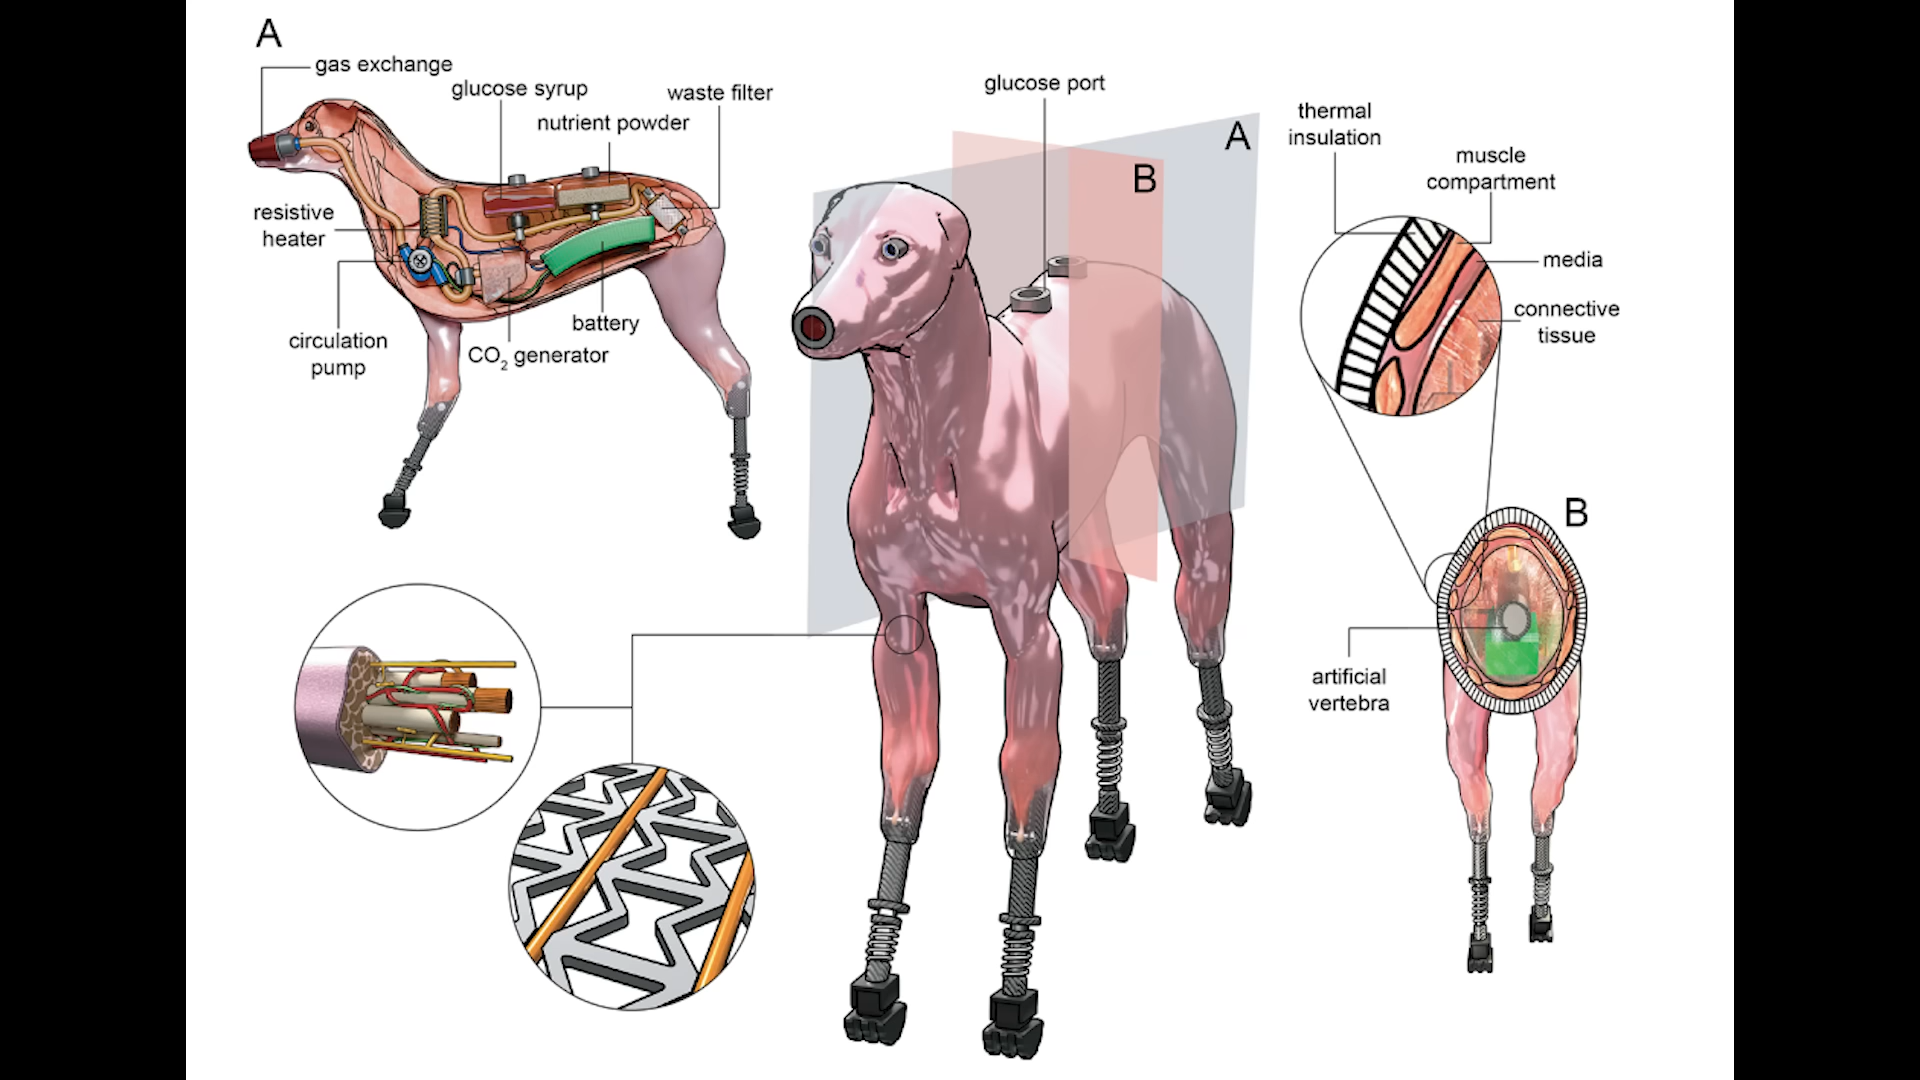 A
gas exchange
glucose syrup
waste filter
nutrient powder
resistive
heater
circulation
pump
CO₂ generator
battery
glucose port
A
B
thermal
insulation
muscle
compartment
media
connective
tissue
B
artificial
vertebra